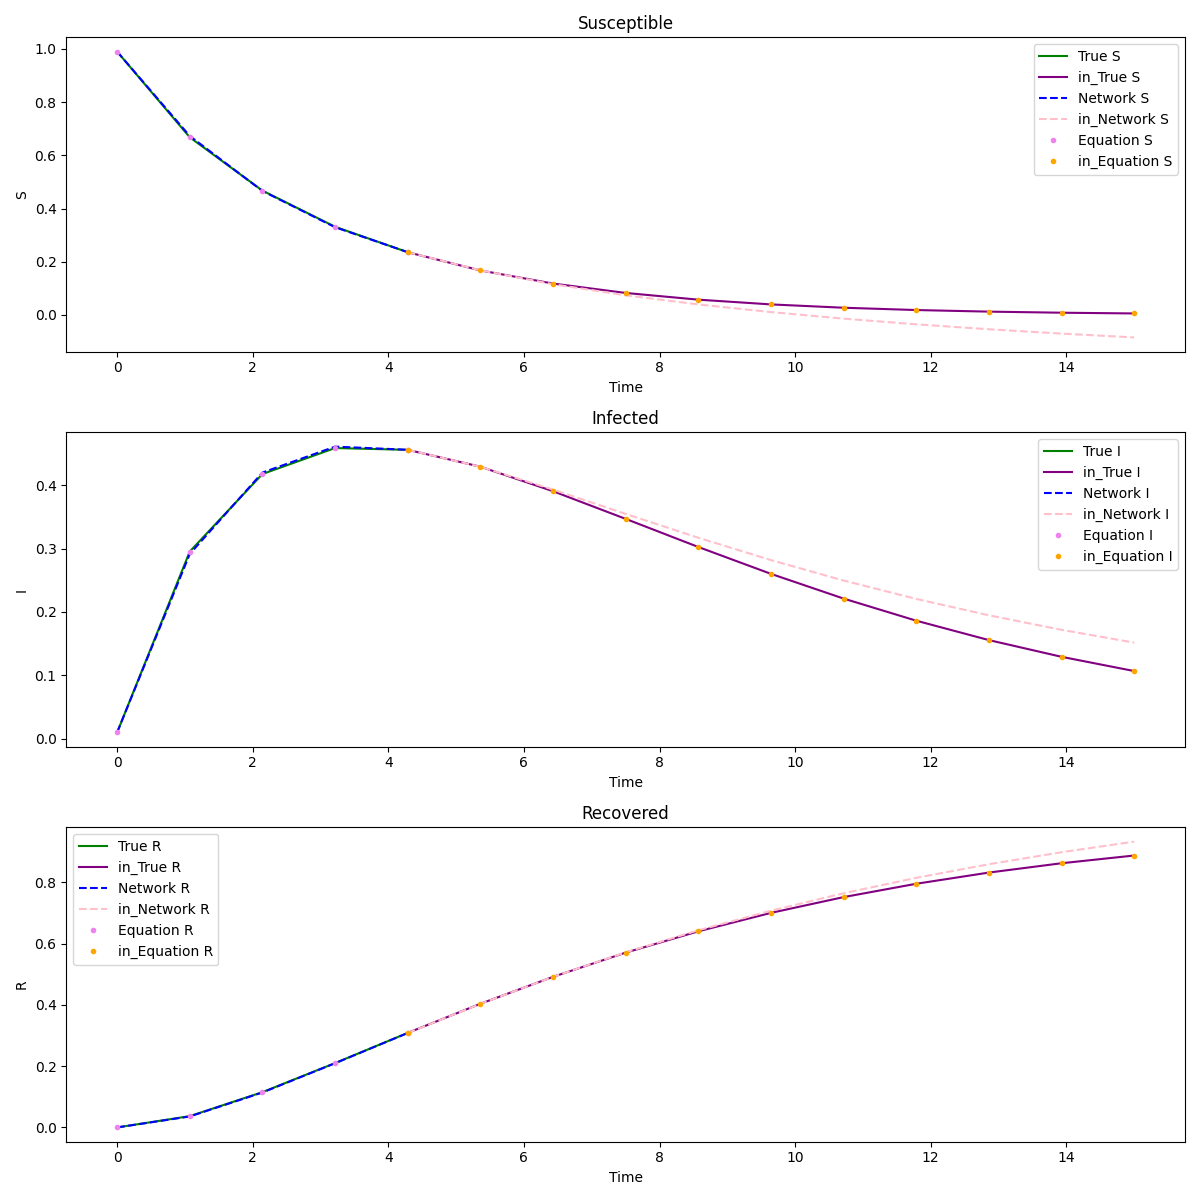 Susceptible
1.0
0.8
0.6
0.4
0.2
0.0
S
True S
in_True S
Network S
in_Network S
Equation S
in_Equation S
0 2 4 6 8 10 12 14
Time
Infected
0.4
0.3
0.2
0.1
0.0
I
True I
in_True I
Network I
in_Network I
Equation I
in_Equation I
0 2 4 6 8 10 12 14
Time
Recovered
0.8
0.6
0.4
0.2
0.0
R
True R
in_True R
Network R
in_Network R
Equation R
in_Equation R
0 2 4 6 8 10 12 14
Time